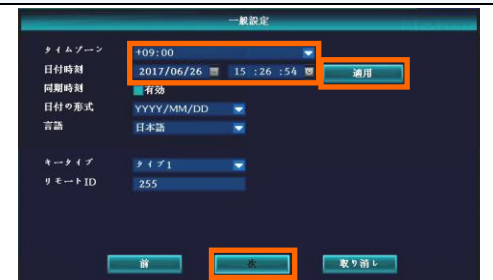 一般設定
タイムゾーン +09:00
日付時刻 2017/06/26 15 :26 :54 適用
同期時刻 有効
日付の形式 YYYY/MM/DD
言語 日本語
キータイプ タイプ1
リモートID 255
前 次 取り消し